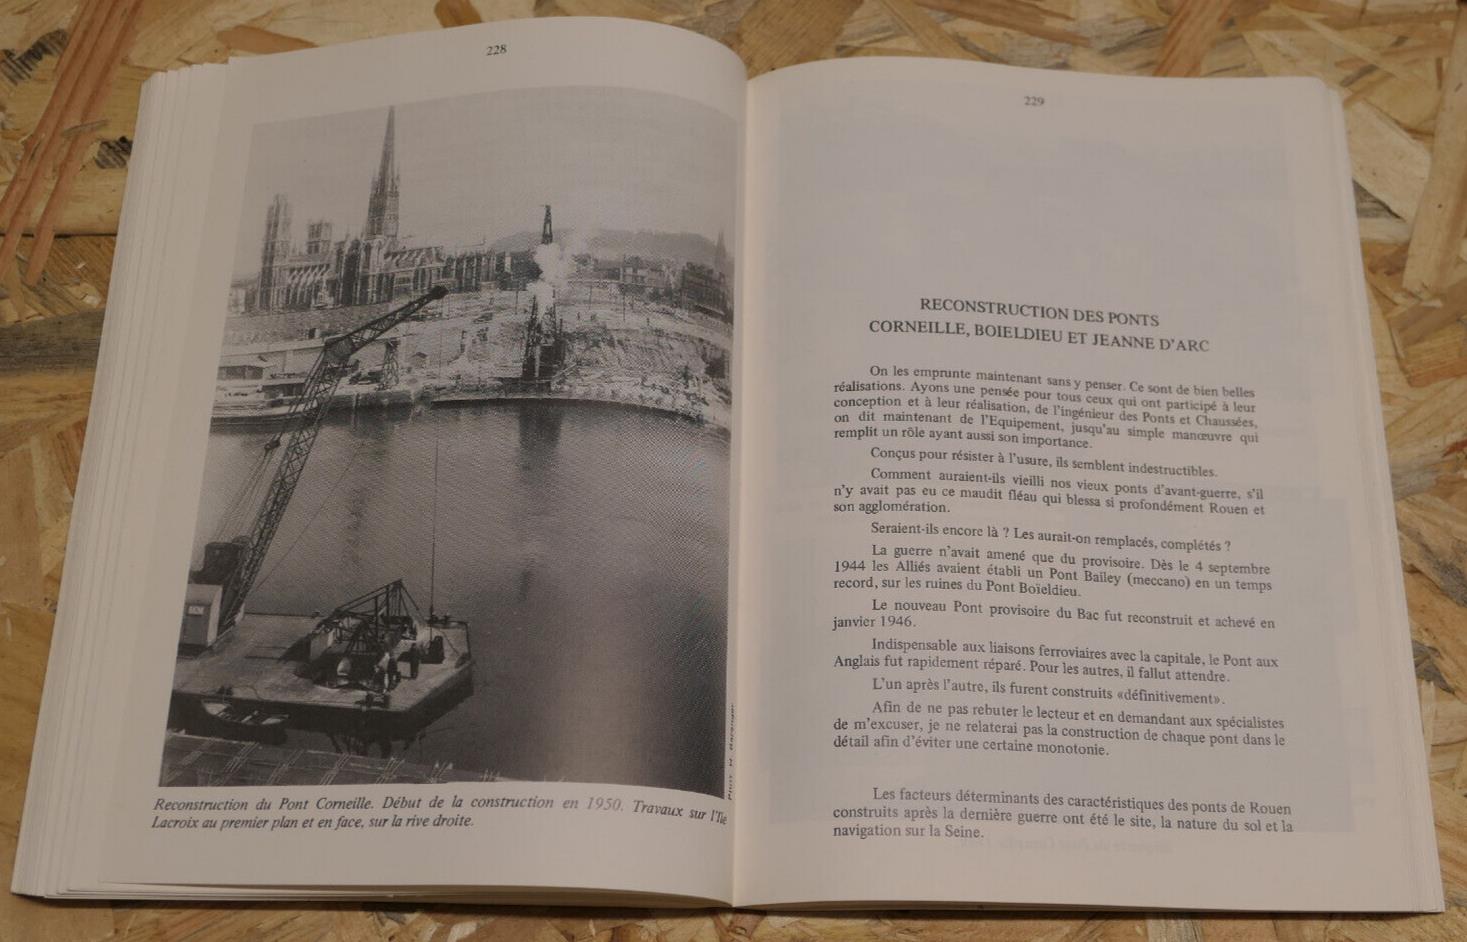 228
Reconstruction du Pont Corneille. Début de la construction en 1950. Travaux sur l'Ile
Lacroix au premier plan et en face, sur la rive droite.
229
RECONSTRUCTION DES PONTS
CORNEILLE, BOIELDIEU ET JEANNE D'ARC
On les emprunte maintenant sans y penser. Ce sont de bien belles
réalisations. Ayons une pensée pour tous ceux qui ont participé à leur
conception et à leur réalisation, de l'ingénieur des Ponts et Chaussées,
on dit maintenant de l'Equipement, jusqu'au simple manœuvre qui
remplit un rôle ayant aussi son importance.
Conçus pour résister à l'usure, ils semblent indestructibles.
Comment auraient-ils vieilli nos vieux ponts d'avant-guerre, s'il
n'y avait pas eu ce maudit fléau qui blessa si profondément Rouen et
son agglomération.
Seraient-ils encore là ? Les aurait-on remplacés, complétés ?
La guerre n'avait amené que du provisoire. Dès le 4 septembre
1944 les Alliés avaient établi un Pont Bailey (meccano) en un temps
record, sur les ruines du Pont Boïeldieu.
Le nouveau Pont provisoire du Bac fut reconstruit et achevé en
janvier 1946.
Indispensable aux liaisons ferroviaires avec la capitale, le Pont aux
Anglais fut rapidement réparé. Pour les autres, il fallut attendre.
L'un après l'autre, ils furent construits «définitivement».
Afin de ne pas rebuter le lecteur et en demandant aux spécialistes
de m'excuser, je ne relaterai pas la construction de chaque pont dans le
détail afin d'éviter une certaine monotonie.
Les facteurs déterminants des caractéristiques des ponts de Rouen
construits après la dernière guerre ont été le site, la nature du sol et la
navigation sur la Seine.